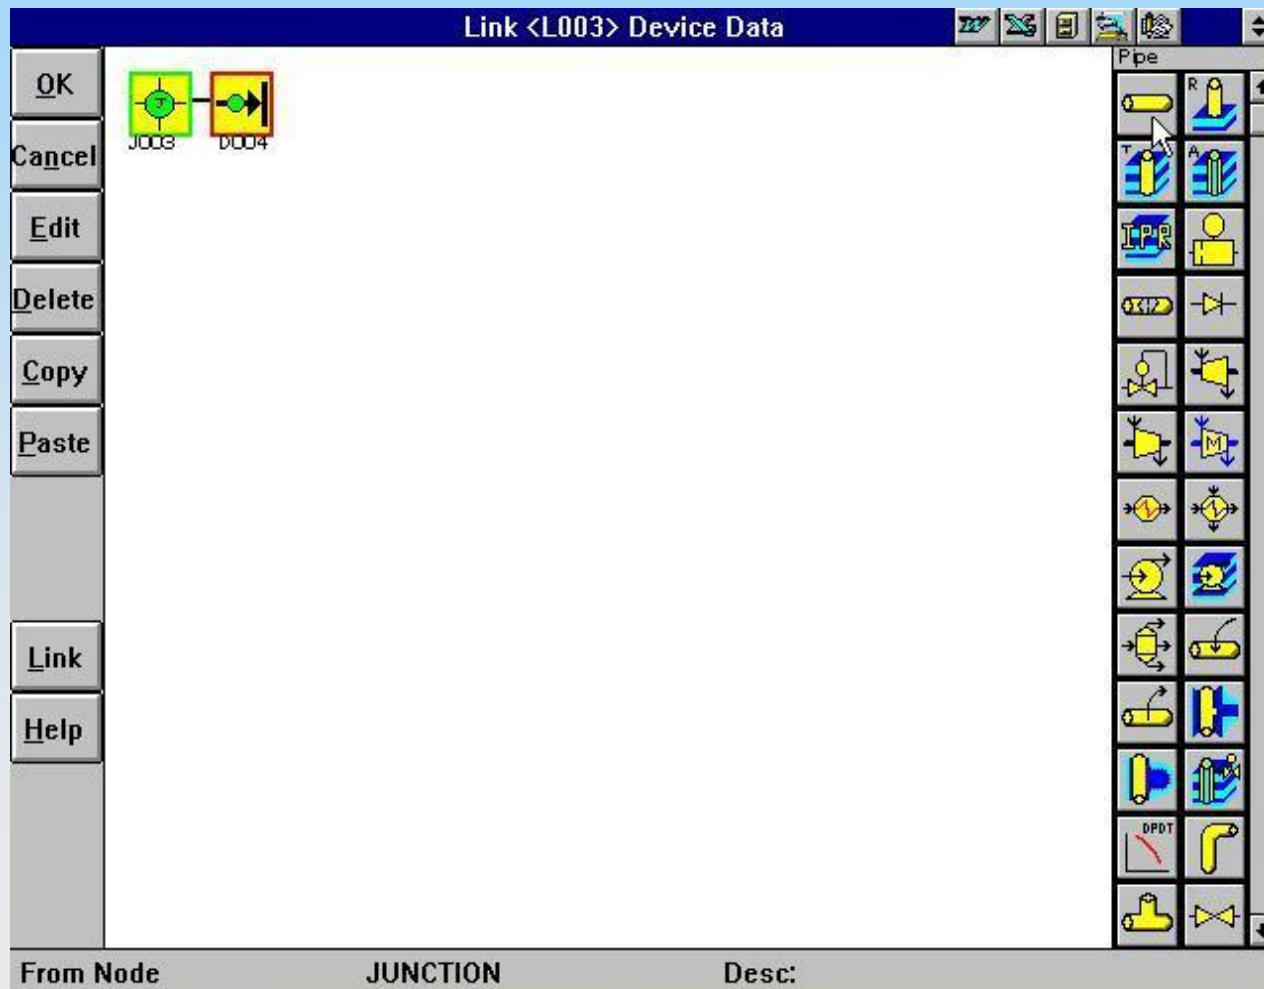 Link <L003> Device Data
Pipe
OK
Cancel
Edit
Delete
Copy
Paste
Link
Help
J003 D004
J
R
T A
IPR
M
DPDT
From Node JUNCTION Desc: